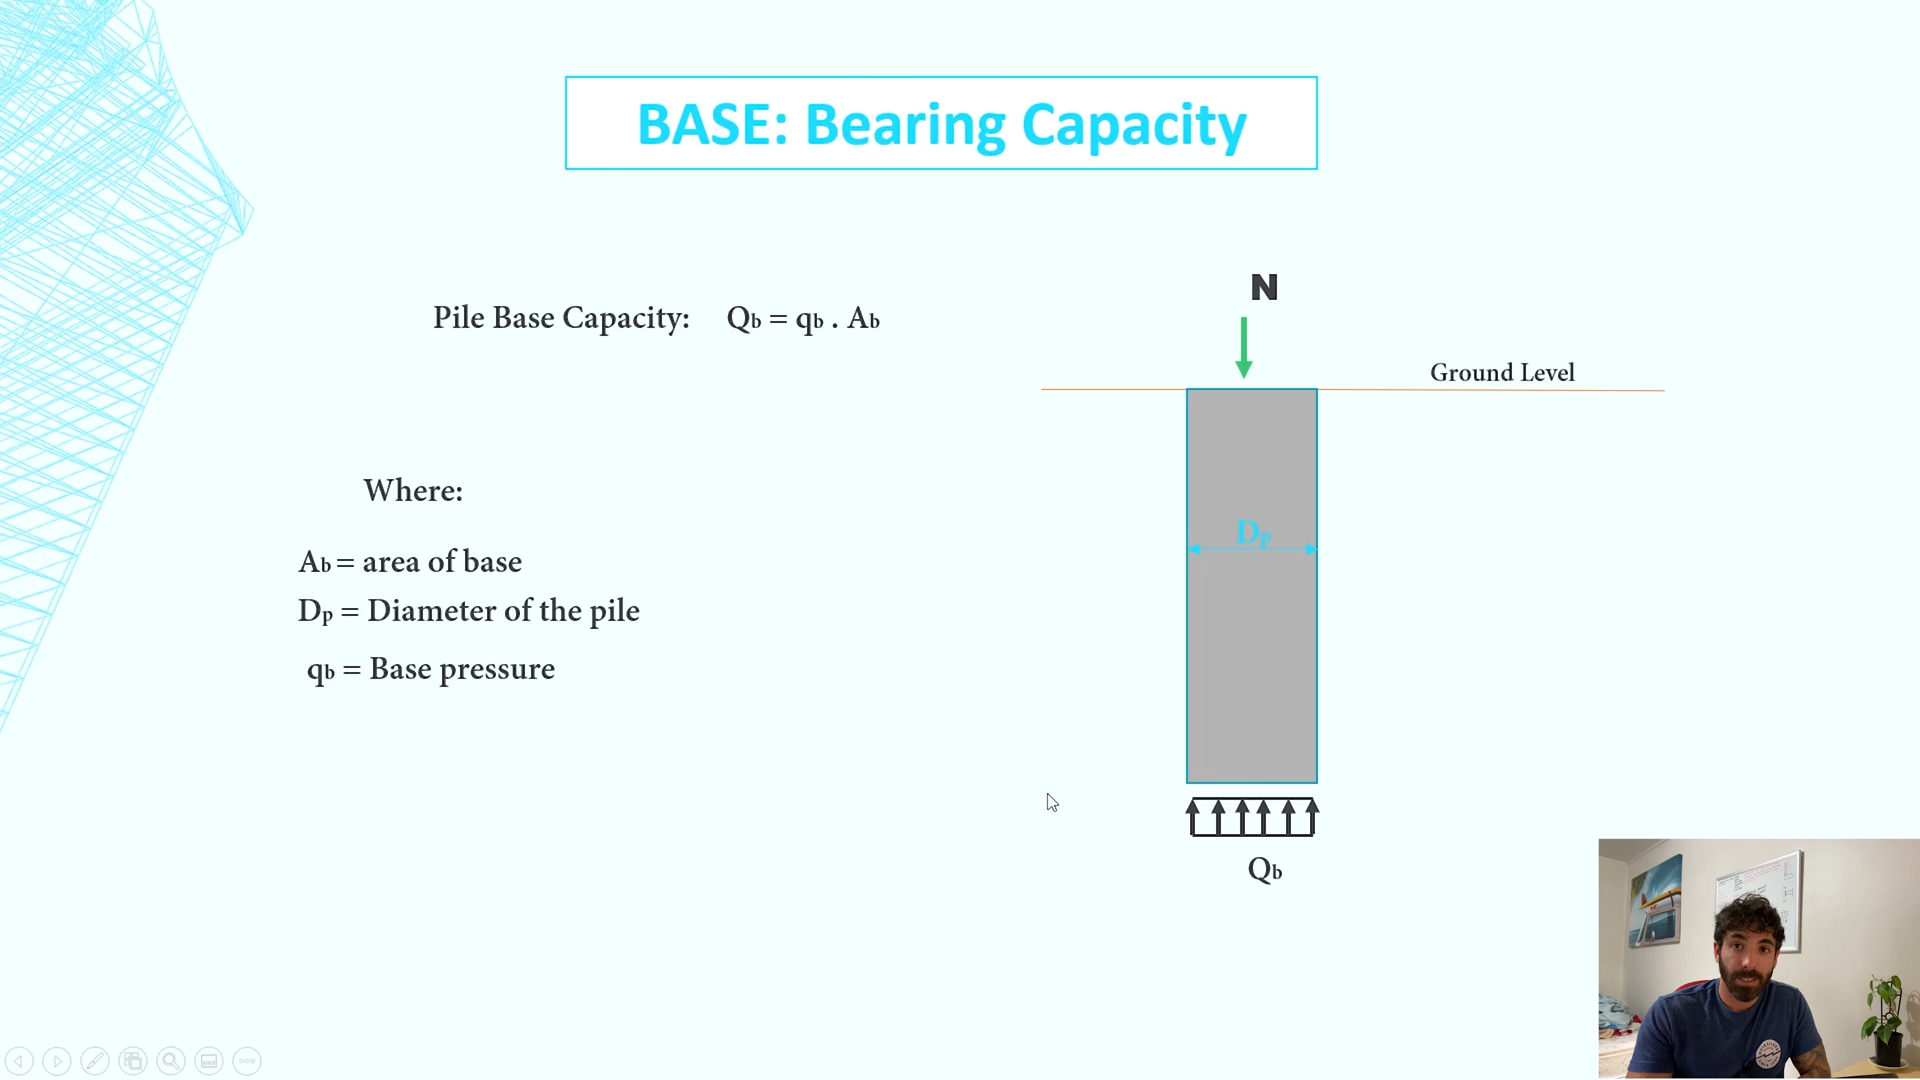 BASE: Bearing Capacity
N
Pile Base Capacity: Qb = qb . Ab
Ground Level
Where:
Dp
Ab = area of base
Dp = Diameter of the pile
qb = Base pressure
Qb